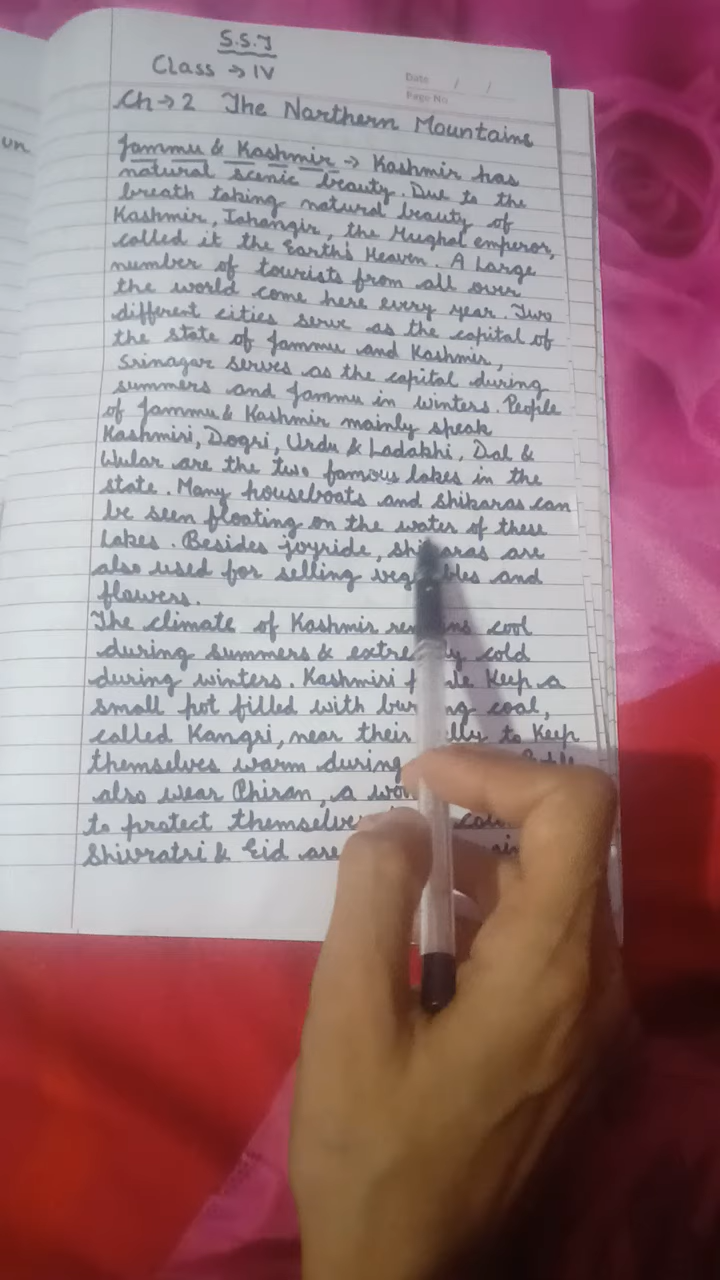 S.S.T
Class → IV
Date / /
Page No
Ch → 2 The Northern Mountains
Jammu & Kashmir → Kashmir has
natural scenic beauty. Due to the
breath taking natural beauty of
Kashmir, Jahangir, the Mughal emperor,
called it the Earth's Heaven. A Large
number of tourists from all over
the world come here every year. Two
different cities serve as the capital of
the state of Jammu and Kashmir,
Srinagar serves as the capital during
summers and Jammu in winters. People
of Jammu & Kashmir mainly speak
Kashmiri, Dogri, Urdu & Ladakhi, Dal &
Wular are the two famous lakes in the
state. Many houseboats and shikaras can
be seen floating on the water of these
lakes. Besides joyride, shikaras are
also used for selling vegetables and
flowers.
The climate of Kashmir remains cool
during summers & extremely cold
during winters. Kashmiri Keep a
small pot filled with burning coal,
called Kangri, near their belly to Keep
themselves warm during
also wear Phiran, a
to protect themselves
Shivratri & Eid are